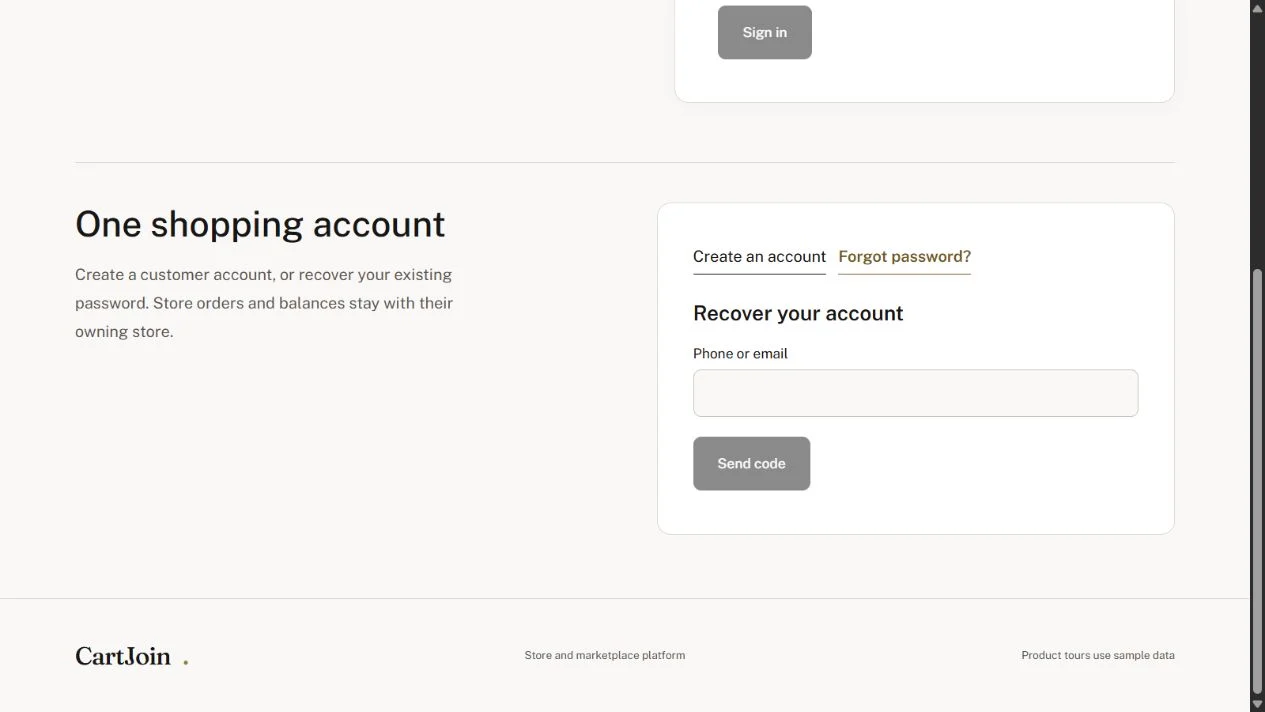 Sign in
One shopping account
Create a customer account, or recover your existing
password. Store orders and balances stay with their
owning store.
Create an account
Forgot password?
Recover your account
Phone or email
Send code
CartJoin .
Store and marketplace platform
Product tours use sample data